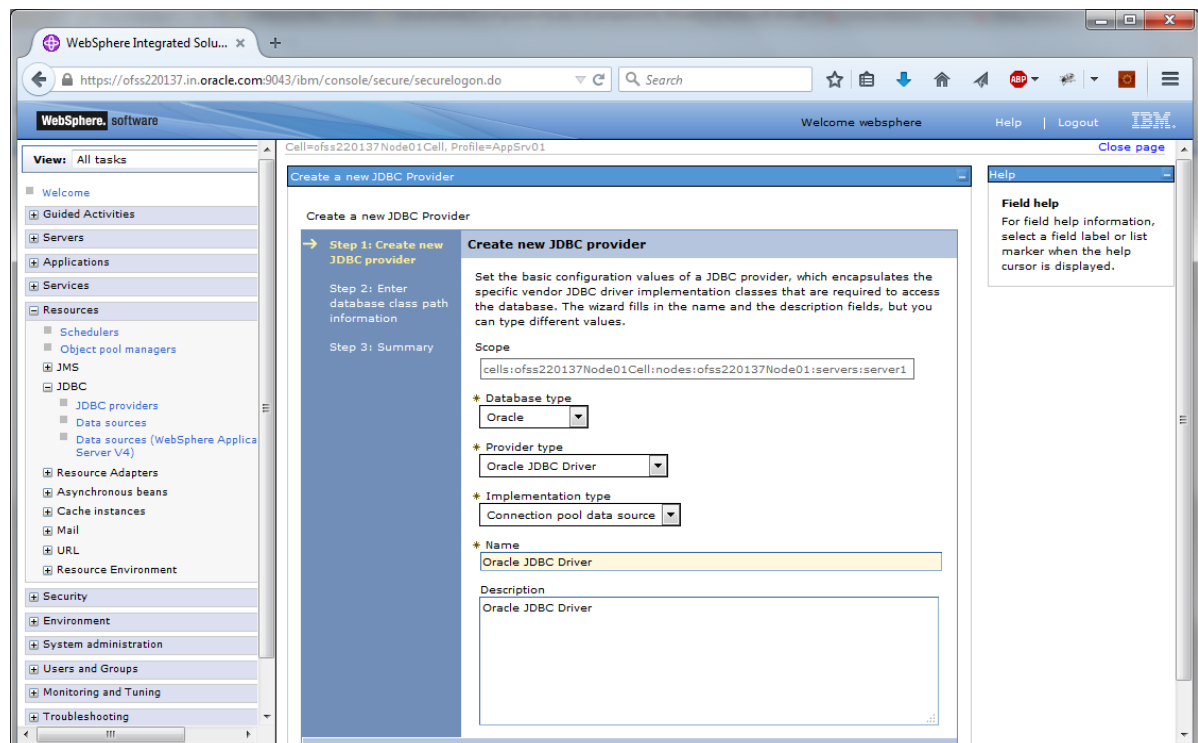 WebSphere Integrated Solu...
https://ofss220137.in.oracle.com:9043/ibm/console/secure/securelogon.do
Search
ABP
WebSphere. software
Welcome websphere
Help | Logout
IBM.
View: All tasks
Cell=ofss220137Node01Cell, Profile=AppSrv01
Close page
Welcome
Guided Activities
Servers
Applications
Services
Resources
Schedulers
Object pool managers
JMS
JDBC
JDBC providers
Data sources
Data sources (WebSphere Applica
Server V4)
Resource Adapters
Asynchronous beans
Cache instances
Mail
URL
Resource Environment
Security
Environment
System administration
Users and Groups
Monitoring and Tuning
Troubleshooting
Create a new JDBC Provider
Create a new JDBC Provider
Step 1: Create new
JDBC provider
Step 2: Enter
database class path
information
Step 3: Summary
Create new JDBC provider
Set the basic configuration values of a JDBC provider, which encapsulates the
specific vendor JDBC driver implementation classes that are required to access
the database. The wizard fills in the name and the description fields, but you
can type different values.
Scope
cells:ofss220137Node01Cell:nodes:ofss220137Node01:servers:server1
* Database type
Oracle
* Provider type
Oracle JDBC Driver
* Implementation type
Connection pool data source
* Name
Oracle JDBC Driver
Description
Oracle JDBC Driver
Help
Field help
For field help information,
select a field label or list
marker when the help
cursor is displayed.